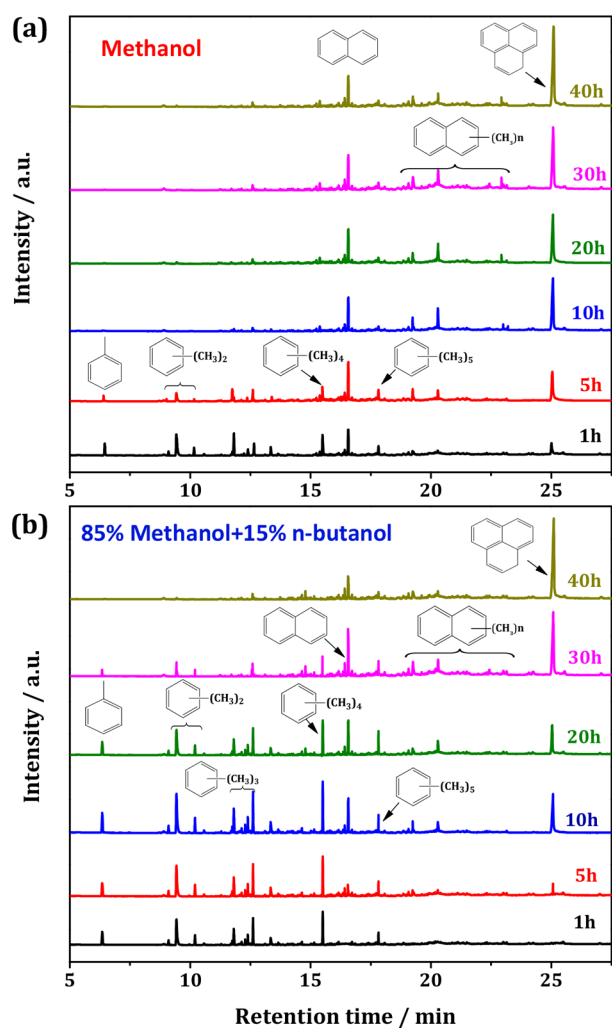 (a)
Methanol
40h
(CH₃)n
30h
20h
10h
(CH₃)₂
(CH₃)₄
(CH₃)₅
5h
1h
Intensity / a.u.
5 10 15 20 25
(b)
85% Methanol+15% n-butanol
40h
(CH₃)n
30h
(CH₃)₂
(CH₃)₄
20h
(CH₃)₃
(CH₃)₅
10h
5h
1h
Intensity / a.u.
5 10 15 20 25
Retention time / min